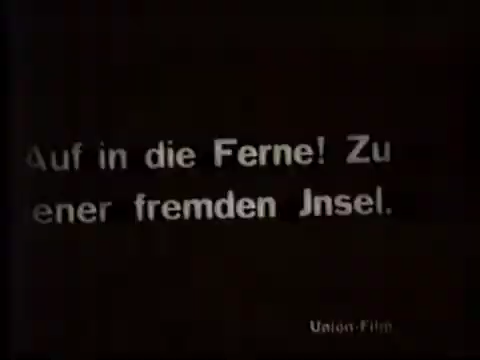 Auf in die Ferne! Zu
ener fremden Jnsel.
Union-Film